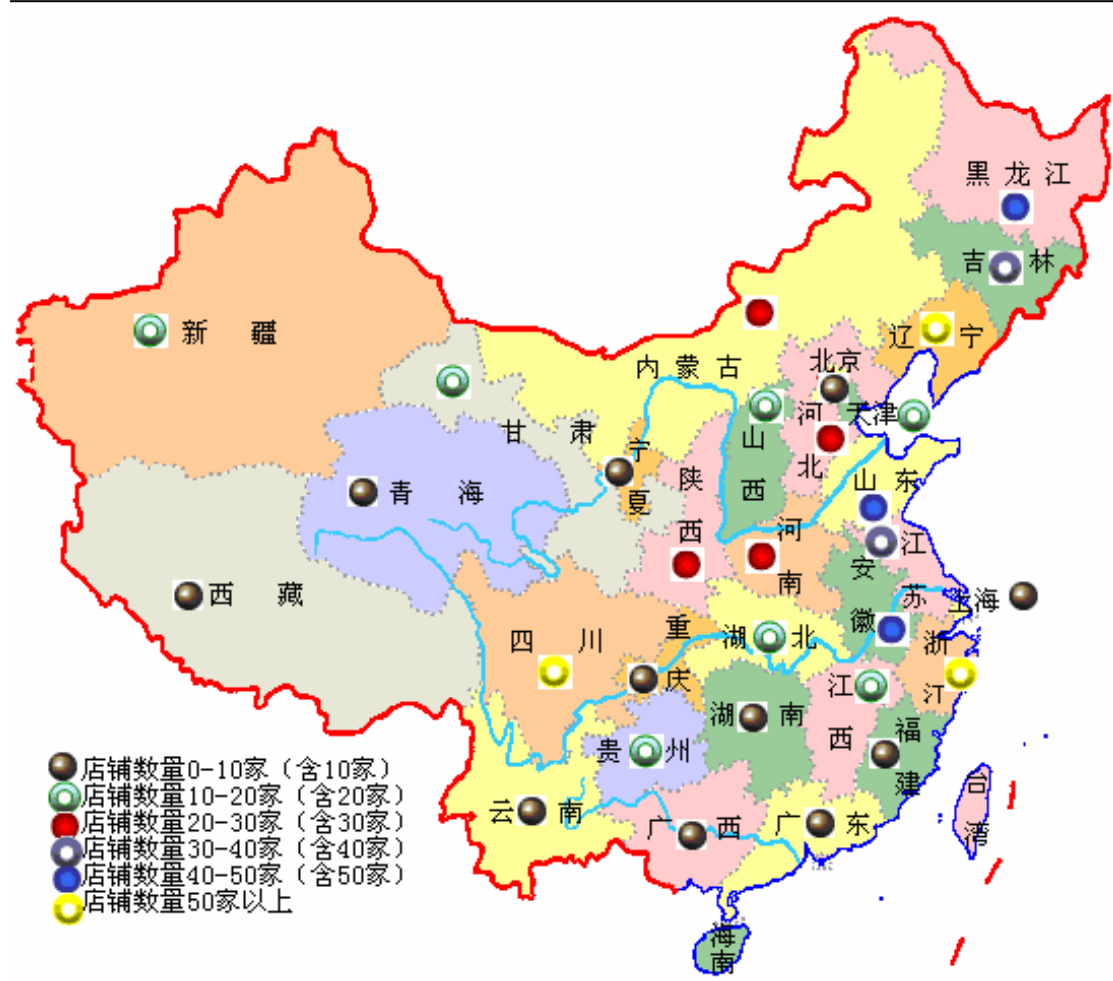 黑龙江
吉林
辽宁
新疆
内蒙古
北京
天津
河北
甘肃
宁夏
山西
陕西
山东
青海
河南
江苏
安徽
西藏
上海
四川
重庆
湖北
浙江
江西
湖南
福建
贵州
云南
广西
广东
台湾
海南
店铺数量0-10家（含10家）
店铺数量10-20家（含20家）
店铺数量20-30家（含30家）
店铺数量30-40家（含40家）
店铺数量40-50家（含50家）
店铺数量50家以上